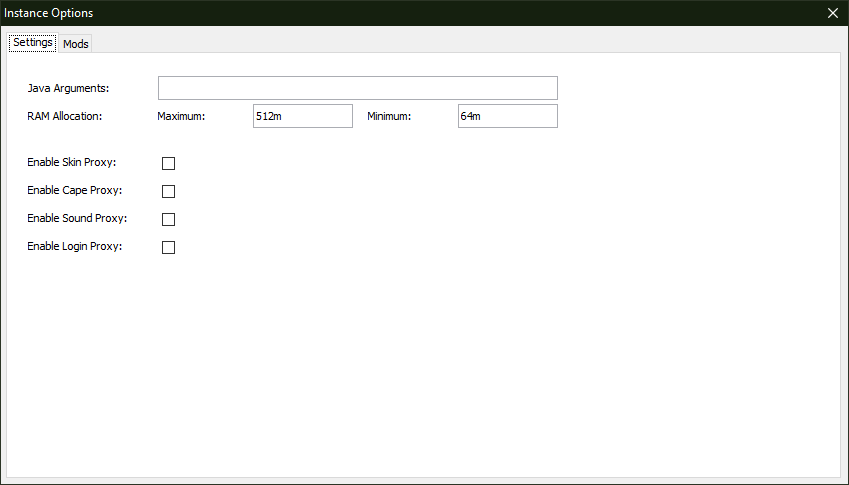 Instance Options
Settings Mods
Java Arguments:
RAM Allocation: Maximum: 512m Minimum: 64m
Enable Skin Proxy:
Enable Cape Proxy:
Enable Sound Proxy:
Enable Login Proxy: